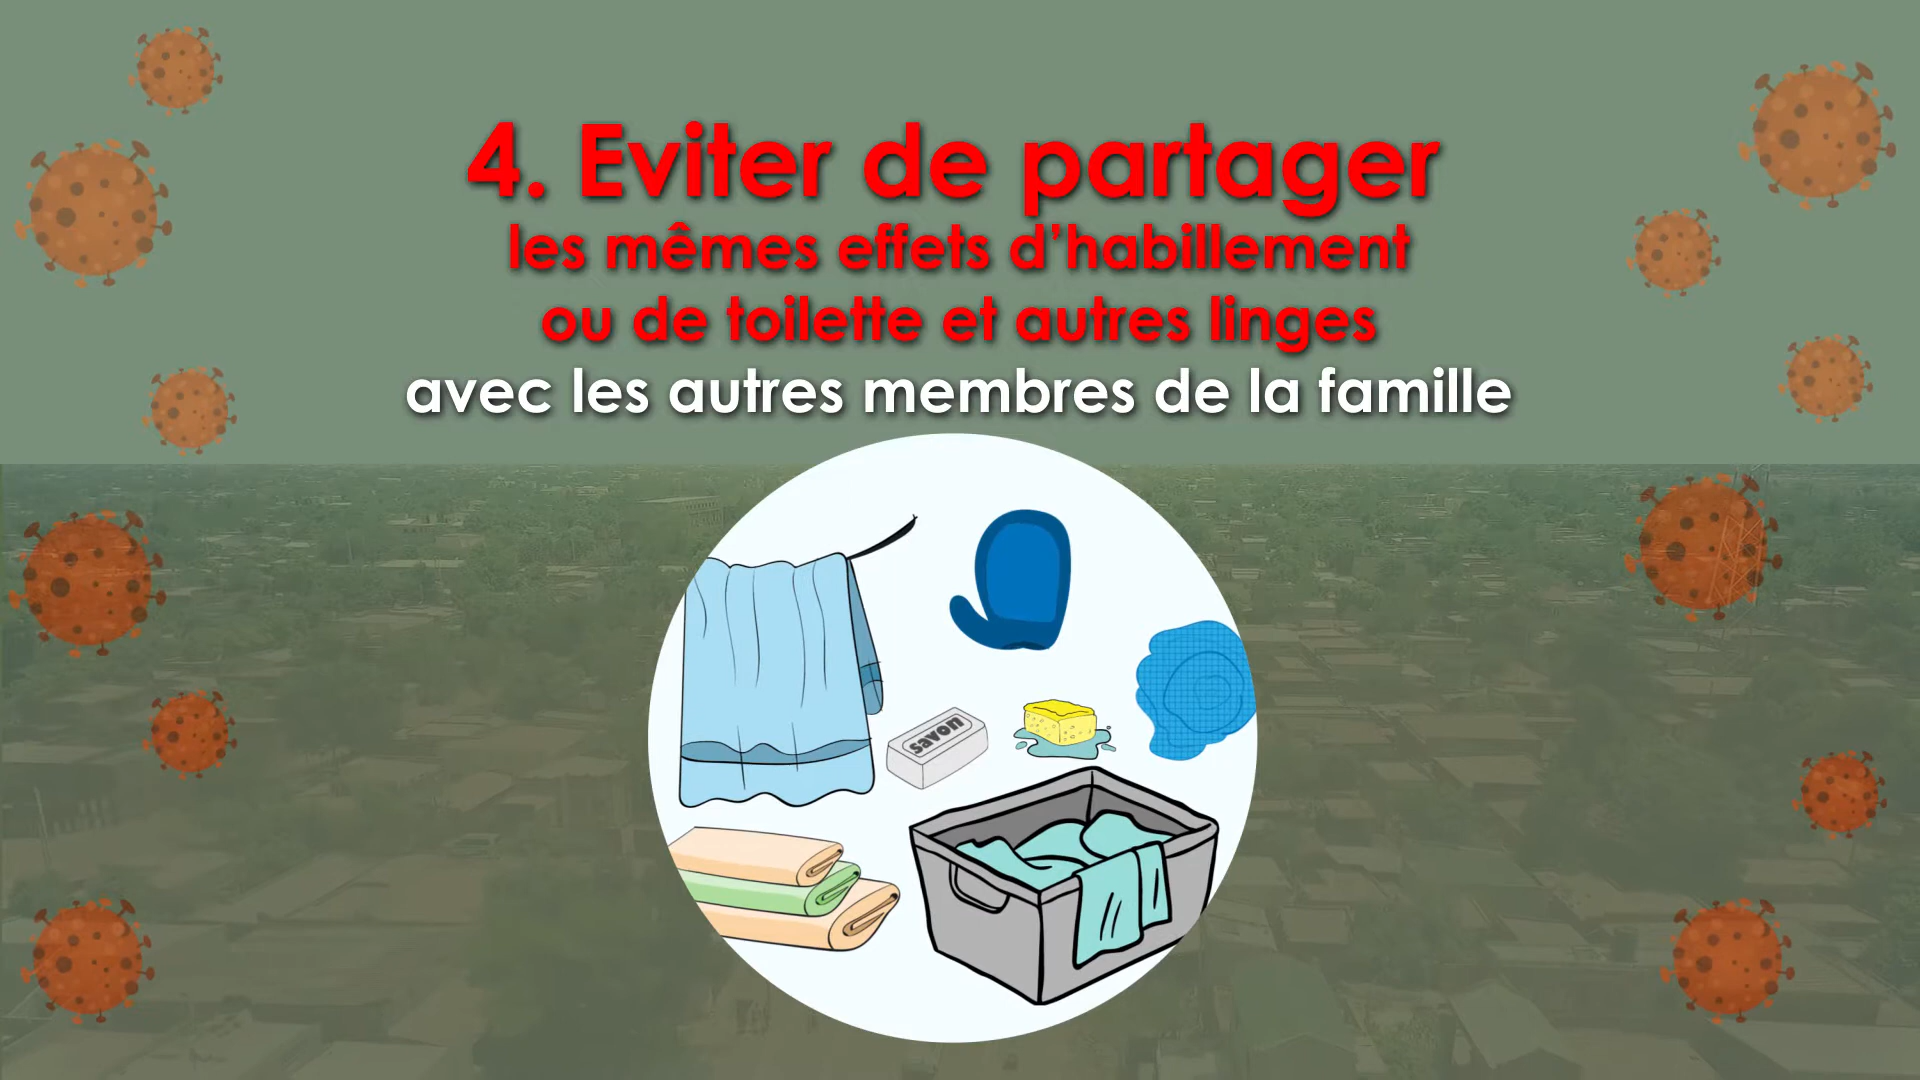 4. Eviter de partager
les mêmes effets d’habillement
ou de toilette et autres linges
avec les autres membres de la famille
savon